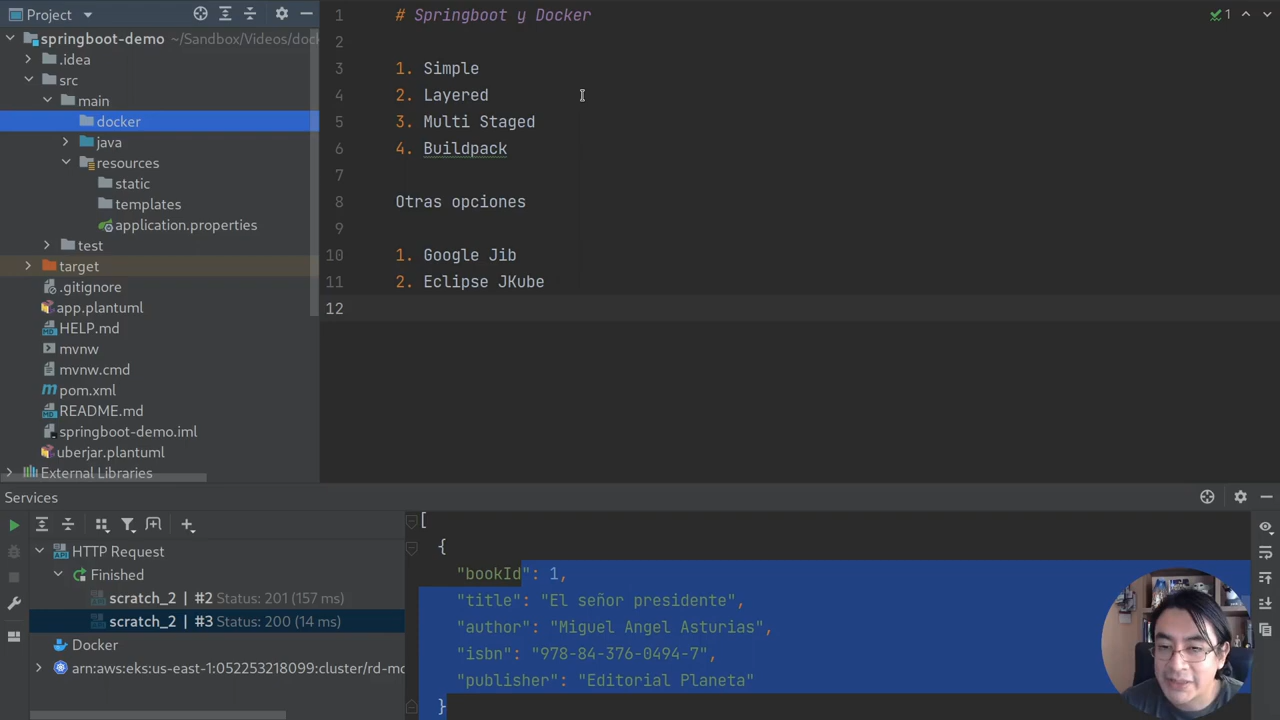 Project
springboot-demo ~/Sandbox/Videos/dock
.idea
src
main
docker
java
resources
static
templates
application.properties
test
target
.gitignore
app.plantuml
HELP.md
mvnw
mvnw.cmd
pom.xml
README.md
springboot-demo.iml
uberjar.plantuml
External Libraries
1 # Springboot y Docker
2
3 1. Simple
4 2. Layered
5 3. Multi Staged
6 4. Buildpack
7
8 Otras opciones
9
10 1. Google Jib
11 2. Eclipse JKube
12
1
Services
HTTP Request
Finished
scratch_2 | #2 Status: 201 (157 ms)
scratch_2 | #3 Status: 200 (14 ms)
Docker
arn:aws:eks:us-east-1:052253218099:cluster/rd-mo
[
{
"bookId": 1,
"title": "El señor presidente",
"author": "Miguel Angel Asturias",
"isbn": "978-84-376-0494-7",
"publisher": "Editorial Planeta"
}